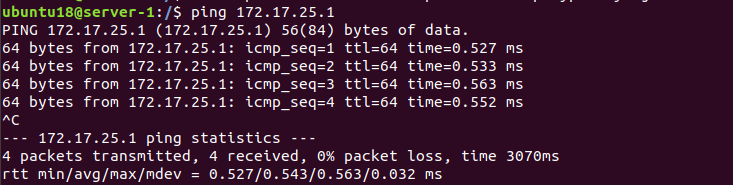 ubuntu18@server-1:/$ ping 172.17.25.1
PING 172.17.25.1 (172.17.25.1) 56(84) bytes of data.
64 bytes from 172.17.25.1: icmp_seq=1 ttl=64 time=0.527 ms
64 bytes from 172.17.25.1: icmp_seq=2 ttl=64 time=0.533 ms
64 bytes from 172.17.25.1: icmp_seq=3 ttl=64 time=0.563 ms
64 bytes from 172.17.25.1: icmp_seq=4 ttl=64 time=0.552 ms
^C
--- 172.17.25.1 ping statistics ---
4 packets transmitted, 4 received, 0% packet loss, time 3070ms
rtt min/avg/max/mdev = 0.527/0.543/0.563/0.032 ms